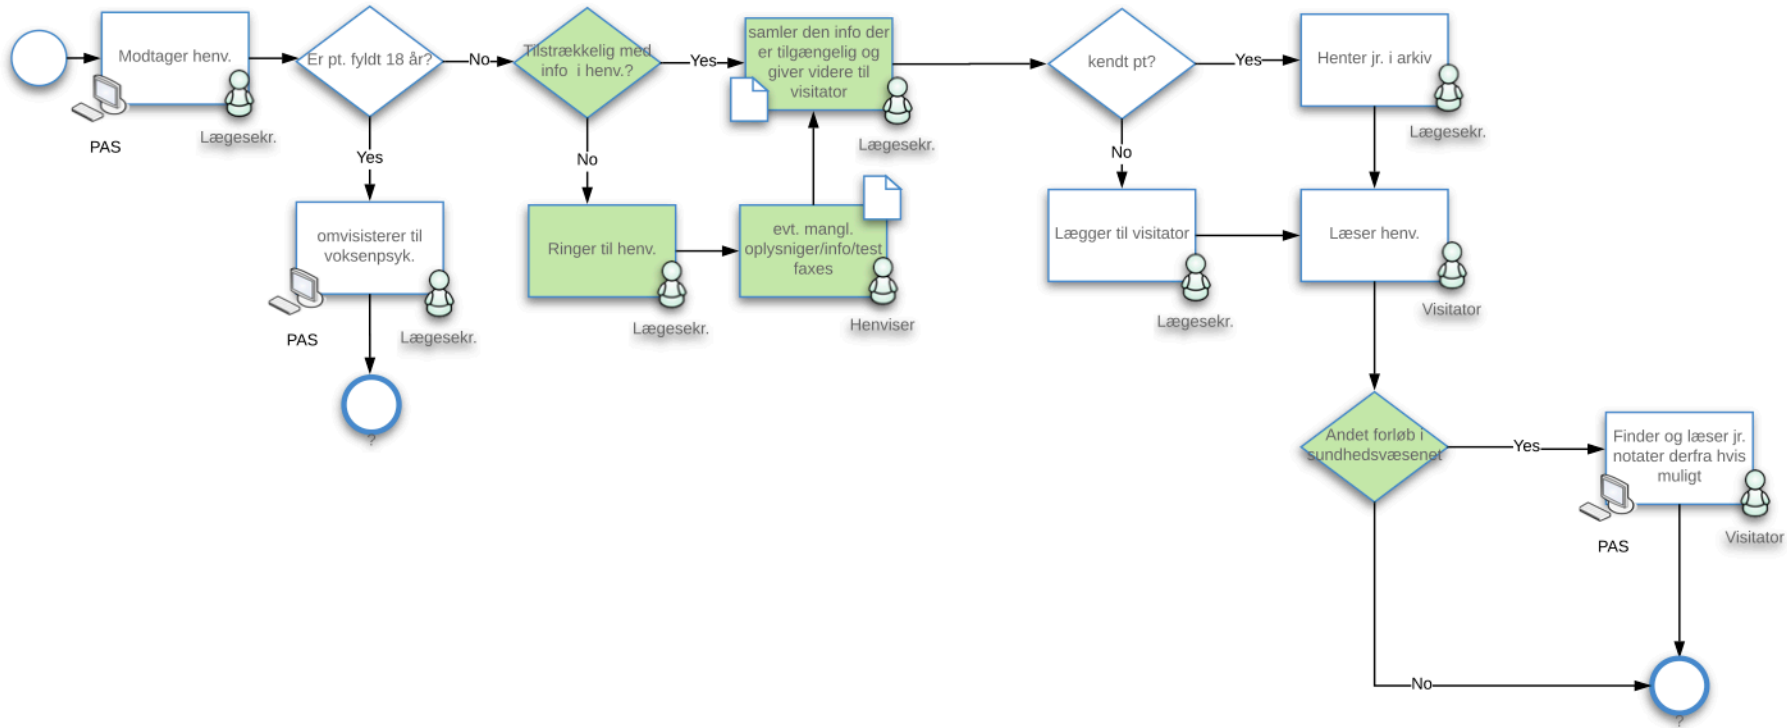 Modtager henv.
PAS
Lægesekr.
Er pt. fyldt 18 år?
No
Yes
omvisisterer til
voksenpsyk.
PAS
Lægesekr.
?
Tilstrækkelig med
info i henv.?
Yes
No
Ringer til henv.
Lægesekr.
evt. mangl.
oplysniger/info/test
faxes
Henviser
samler den info der
er tilgængelig og
giver videre til
visitator
Lægesekr.
kendt pt?
Yes
No
Henter jr. i arkiv
Lægesekr.
Lægger til visitator
Lægesekr.
Læser henv.
Visitator
Andet forløb i
sundhedsvæsenet
Yes
No
Finder og læser jr.
notater derfra hvis
muligt
PAS
Visitator
?